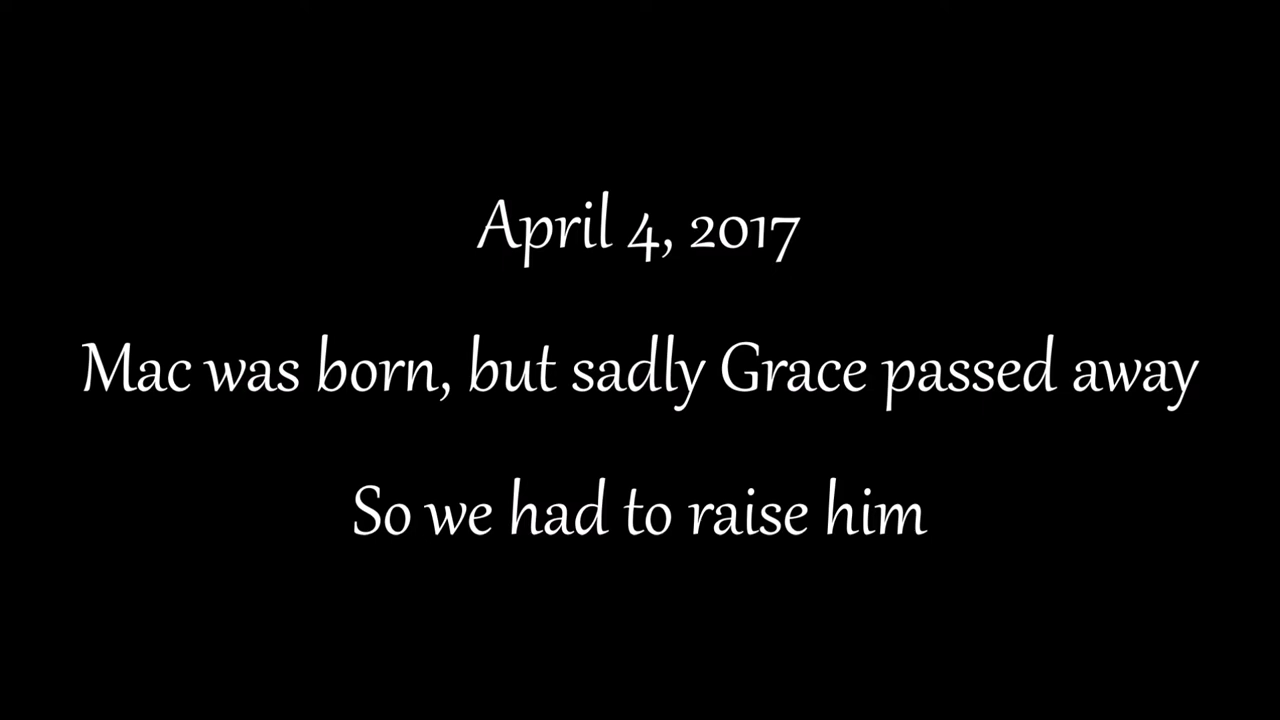 April 4, 2017
Mac was born, but sadly Grace passed away
So we had to raise him